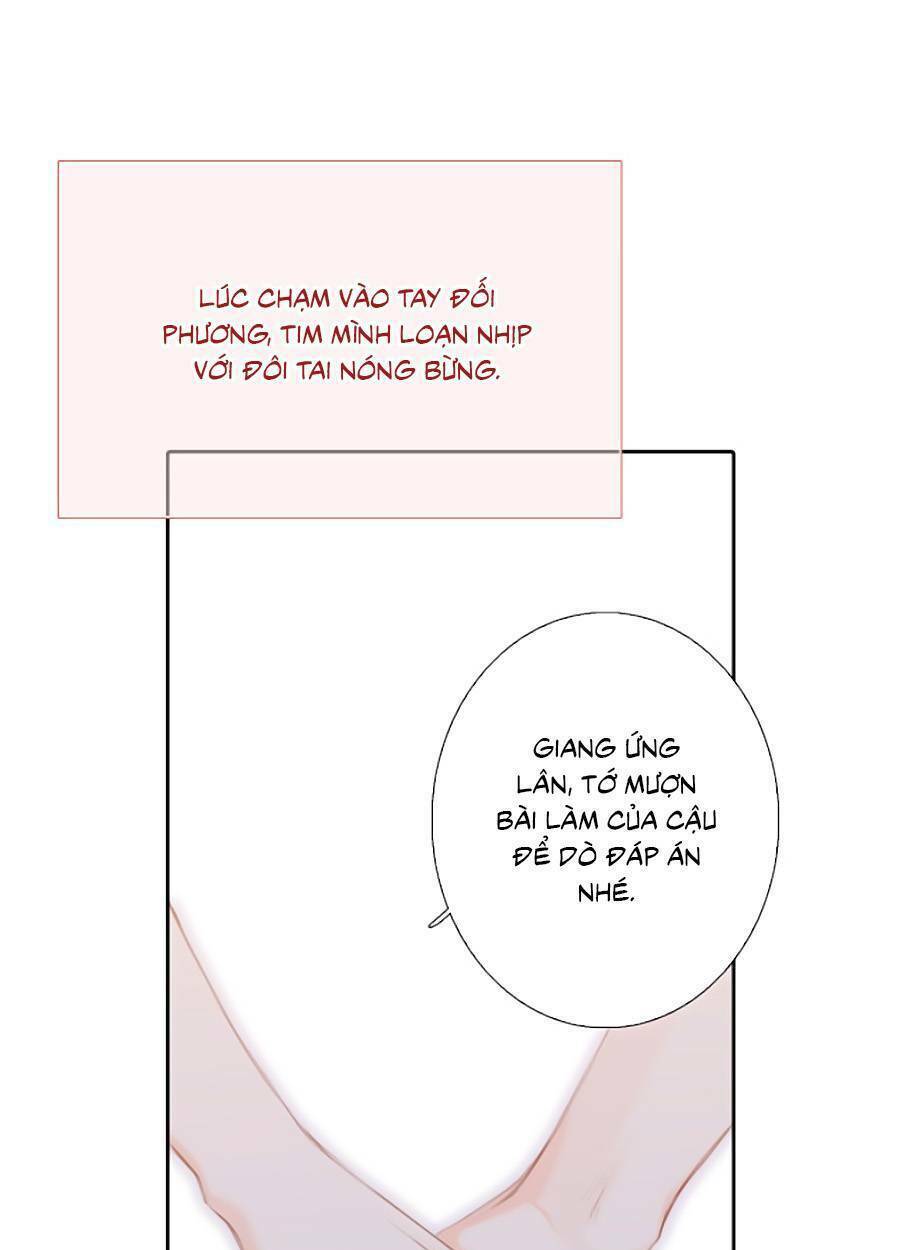 LÚC CHẠM VÀO TAY ĐỐI
PHƯƠNG, TIM MÌNH LOẠN NHỊP
VỚI ĐÔI TAI NÓNG BỪNG.
GIANG ỨNG
LÂN, TỚ MƯỢN
BÀI LÀM CỦA CẬU
ĐỂ DÒ ĐÁP ÁN
NHÉ.